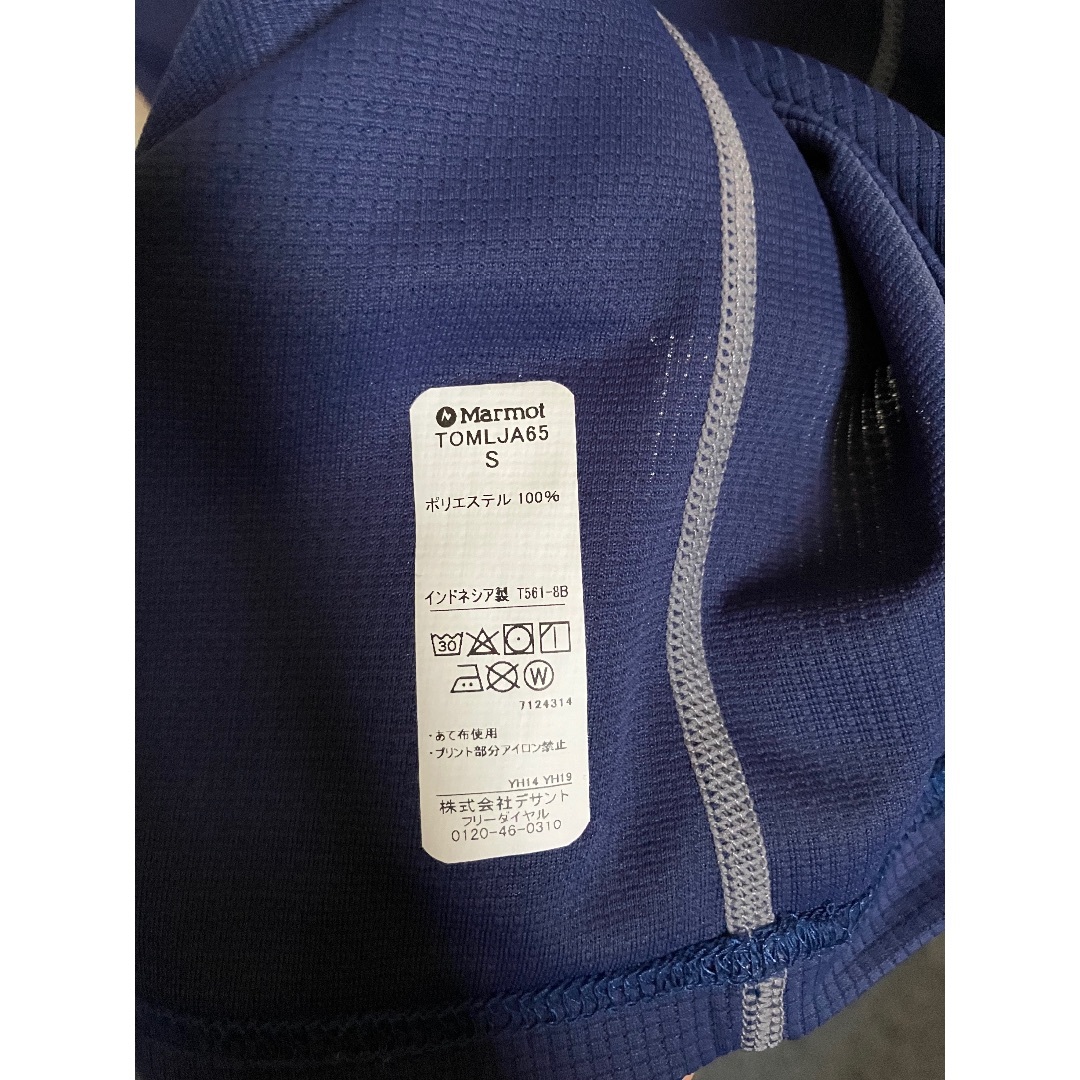 Marmot
TOMLJA65
S
ポリエステル 100%
インドネシア製 T561-8B
30
W
7124314
・あて布使用
・プリント部分アイロン禁止
YH14 YH19
株式会社デサント
フリーダイヤル
0120-46-0310